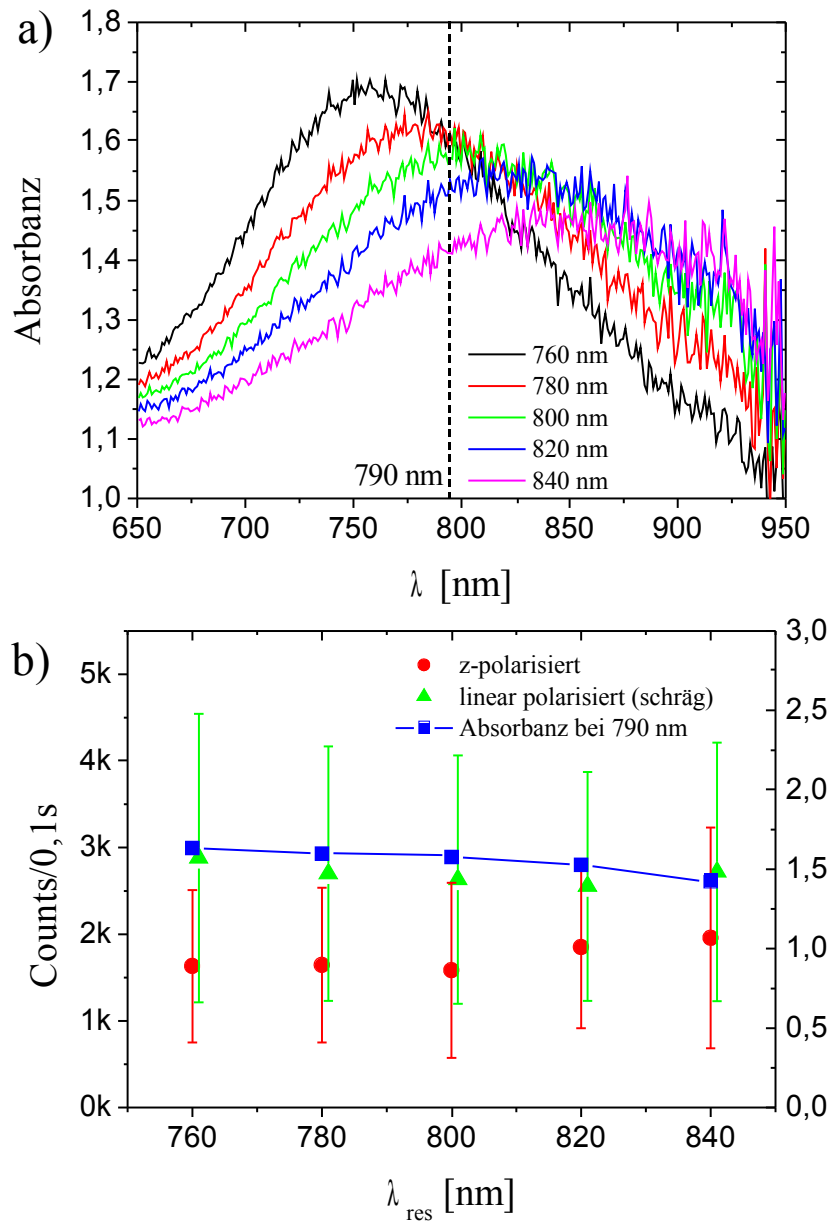 a)
1,8
1,7
1,6
1,5
1,4
1,3
1,2
1,1
1,0
Absorbanz
760 nm
780 nm
800 nm
820 nm
840 nm
790 nm
650 700 750 800 850 900 950
λ [nm]
b)
5k
4k
3k
2k
1k
0k
Counts/0,1s
z-polarisiert
linear polarisiert (schräg)
Absorbanz bei 790 nm
3,0
2,5
2,0
1,5
1,0
0,5
0,0
760 780 800 820 840
λ res [nm]